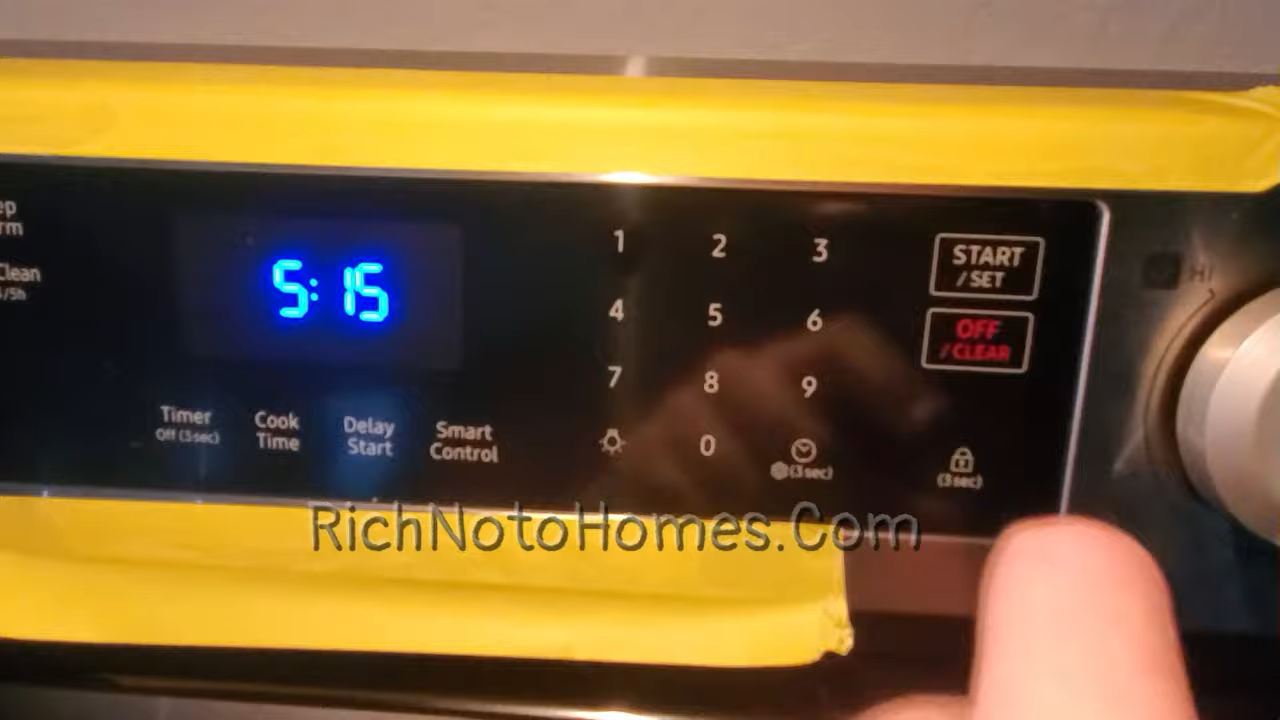 ep
rm
Clean
/5h
5:15
Timer
Off (3 sec)
Cook
Time
Delay
Start
Smart
Control
1 2 3
4 5 6
7 8 9
0
(3 sec)
START
/ SET
OFF
/ CLEAR
(3 sec)
HI
RichNotoHomes.Com